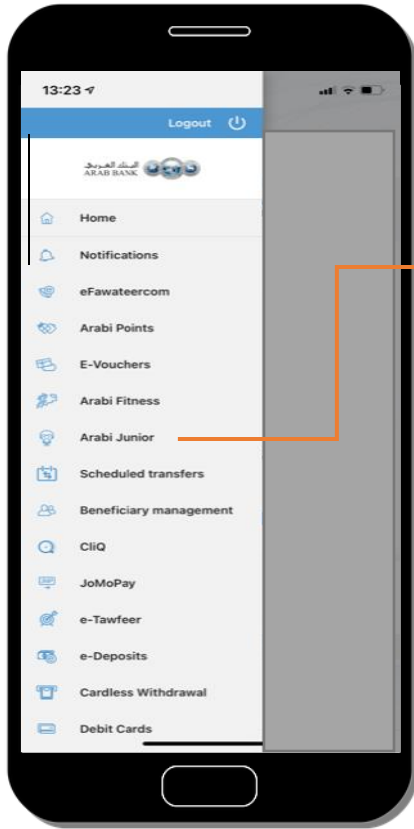 13:23
Logout
البنك العربي
ARAB BANK
Home
Notifications
eFawateercom
Arabi Points
E-Vouchers
Arabi Fitness
Arabi Junior
Scheduled transfers
Beneficiary management
CliQ
JoMoPay
e-Tawfeer
e-Deposits
Cardless Withdrawal
Debit Cards